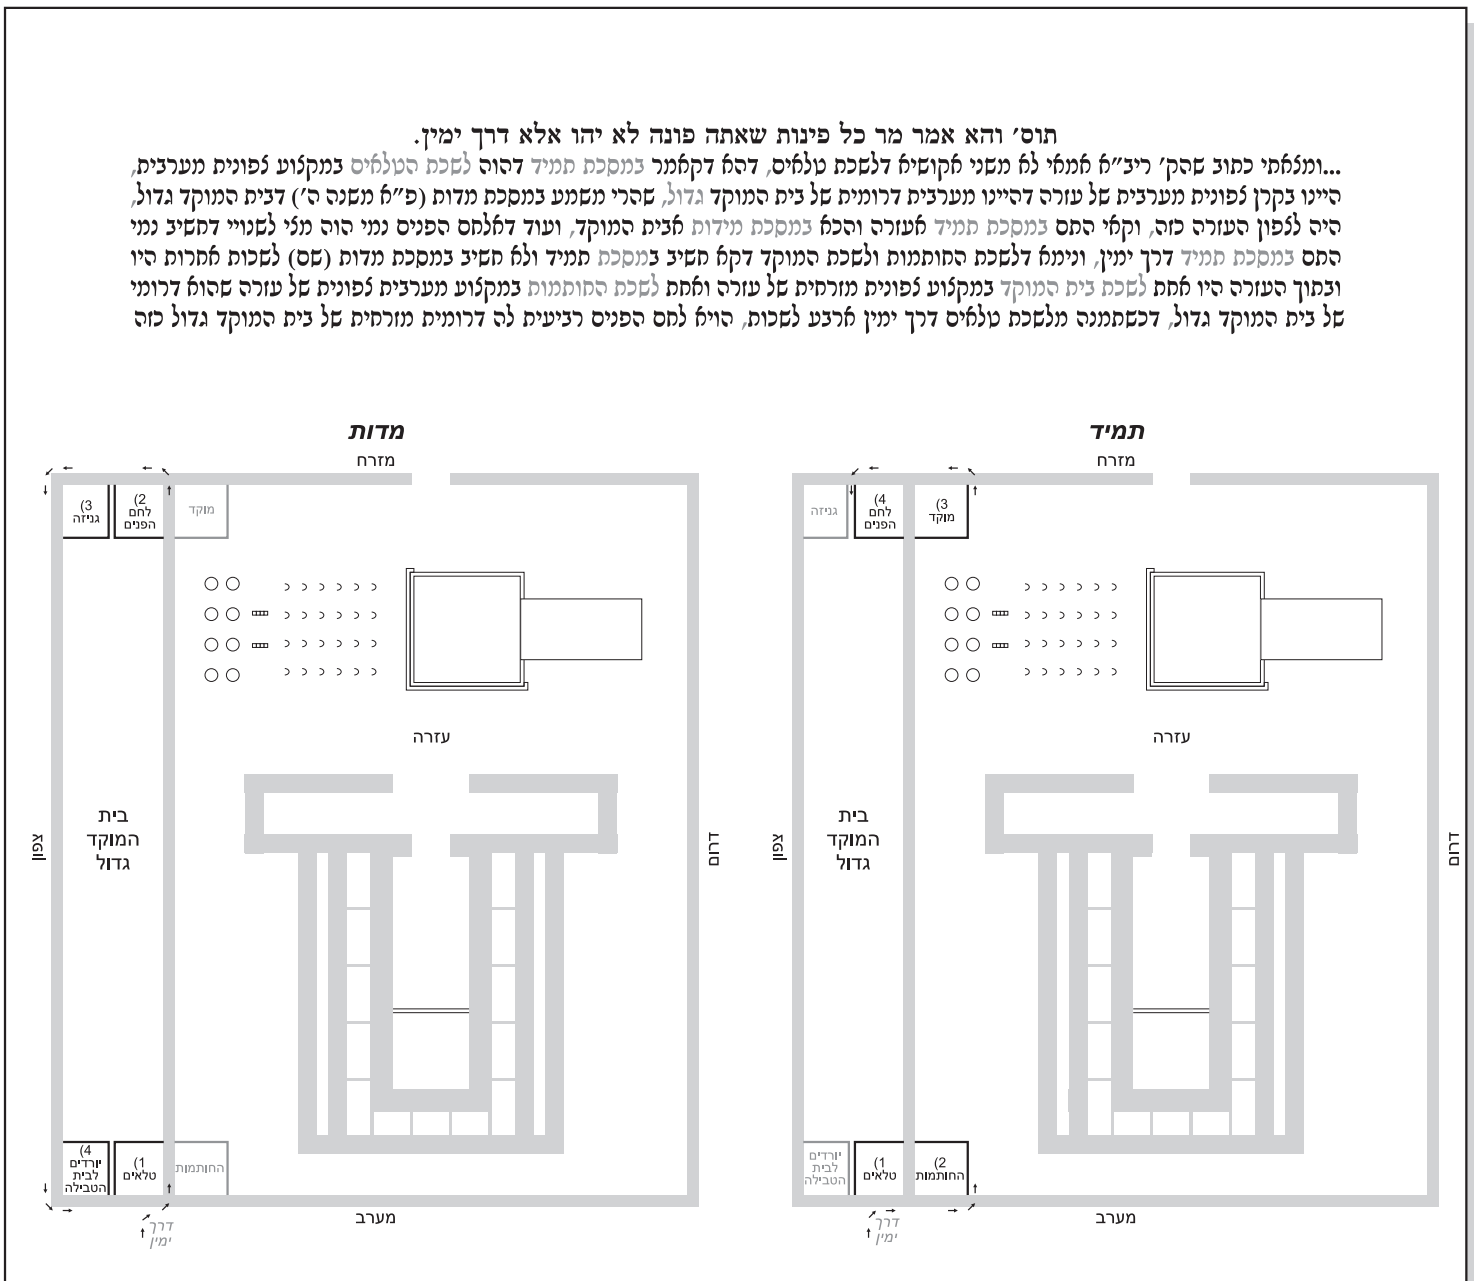 תוס׳ והא אמר מר כל פינות שאתה פונה לא יהו אלא דרך ימין.
...ומצאתי כתוב שהק׳ ריב״א אמאי לא משני אקושיא דלשכת טלאים, דהא דקאמר במסכת תמיד דהוה לשכת הטלאים במקצוע צפונית מערבית,
היינו בקרן צפונית מערבית של עזרה דהיינו מערבית דרומית של בית המוקד גדול, שהרי משמע במסכת מדות (פ״א משנה ה׳) דבית המוקד גדול,
היה לצפון העזרה כזה, וקאי התם במסכת תמיד אעזרה והכא במסכת מידות אבית המוקד, ועוד דאלחם הפנים נמי הוה מצי לשנויי דחשיב נמי
התם במסכת תמיד דרך ימין, ונימא דלשכת החותמות ולשכת המוקד דקא חשיב במסכת תמיד ולא חשיב במסכת מדות (שם) לשכות אחרות היו
ובתוך העזרה היו אחת לשכת בית המוקד במקצוע צפונית מזרחית של עזרה ואחת לשכת החותמות במקצוע מערבית צפונית של עזרה שהוא דרומי
של בית המוקד גדול, דכשתמנה מלשכת טלאים דרך ימין ארבע לשכות, הויא לחם הפנים רביעית לה דרומית מזרחית של בית המוקד גדול כזה
תמיד
מזרח
גניזה
4)
לחם
הפנים
3)
מוקד
עזרה
בית
המוקד
גדול
צפון
דרום
יורדים
לבית
הטבילה
1)
טלאים
2)
החותמות
מערב
דרך
ימין
מדות
מזרח
3)
גניזה
2)
לחם
הפנים
מוקד
עזרה
בית
המוקד
גדול
צפון
דרום
4)
יורדים
לבית
הטבילה
1)
טלאים
החותמות
מערב
דרך
ימין